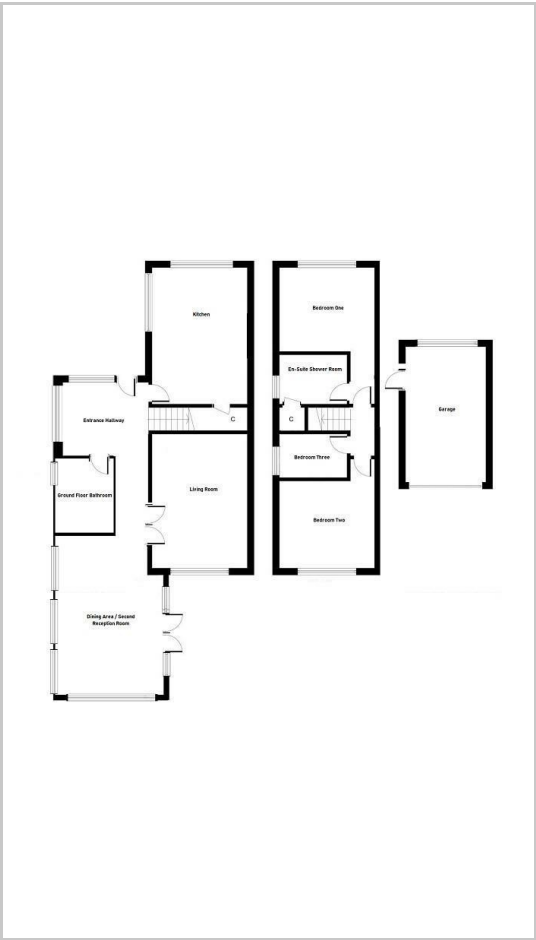 Kitchen
Entrance Hallway
C
Ground Floor Bathroom
Living Room
Dining Area / Second
Reception Room
Bedroom One
En-Suite Shower Room
C
Bedroom Three
Bedroom Two
Garage